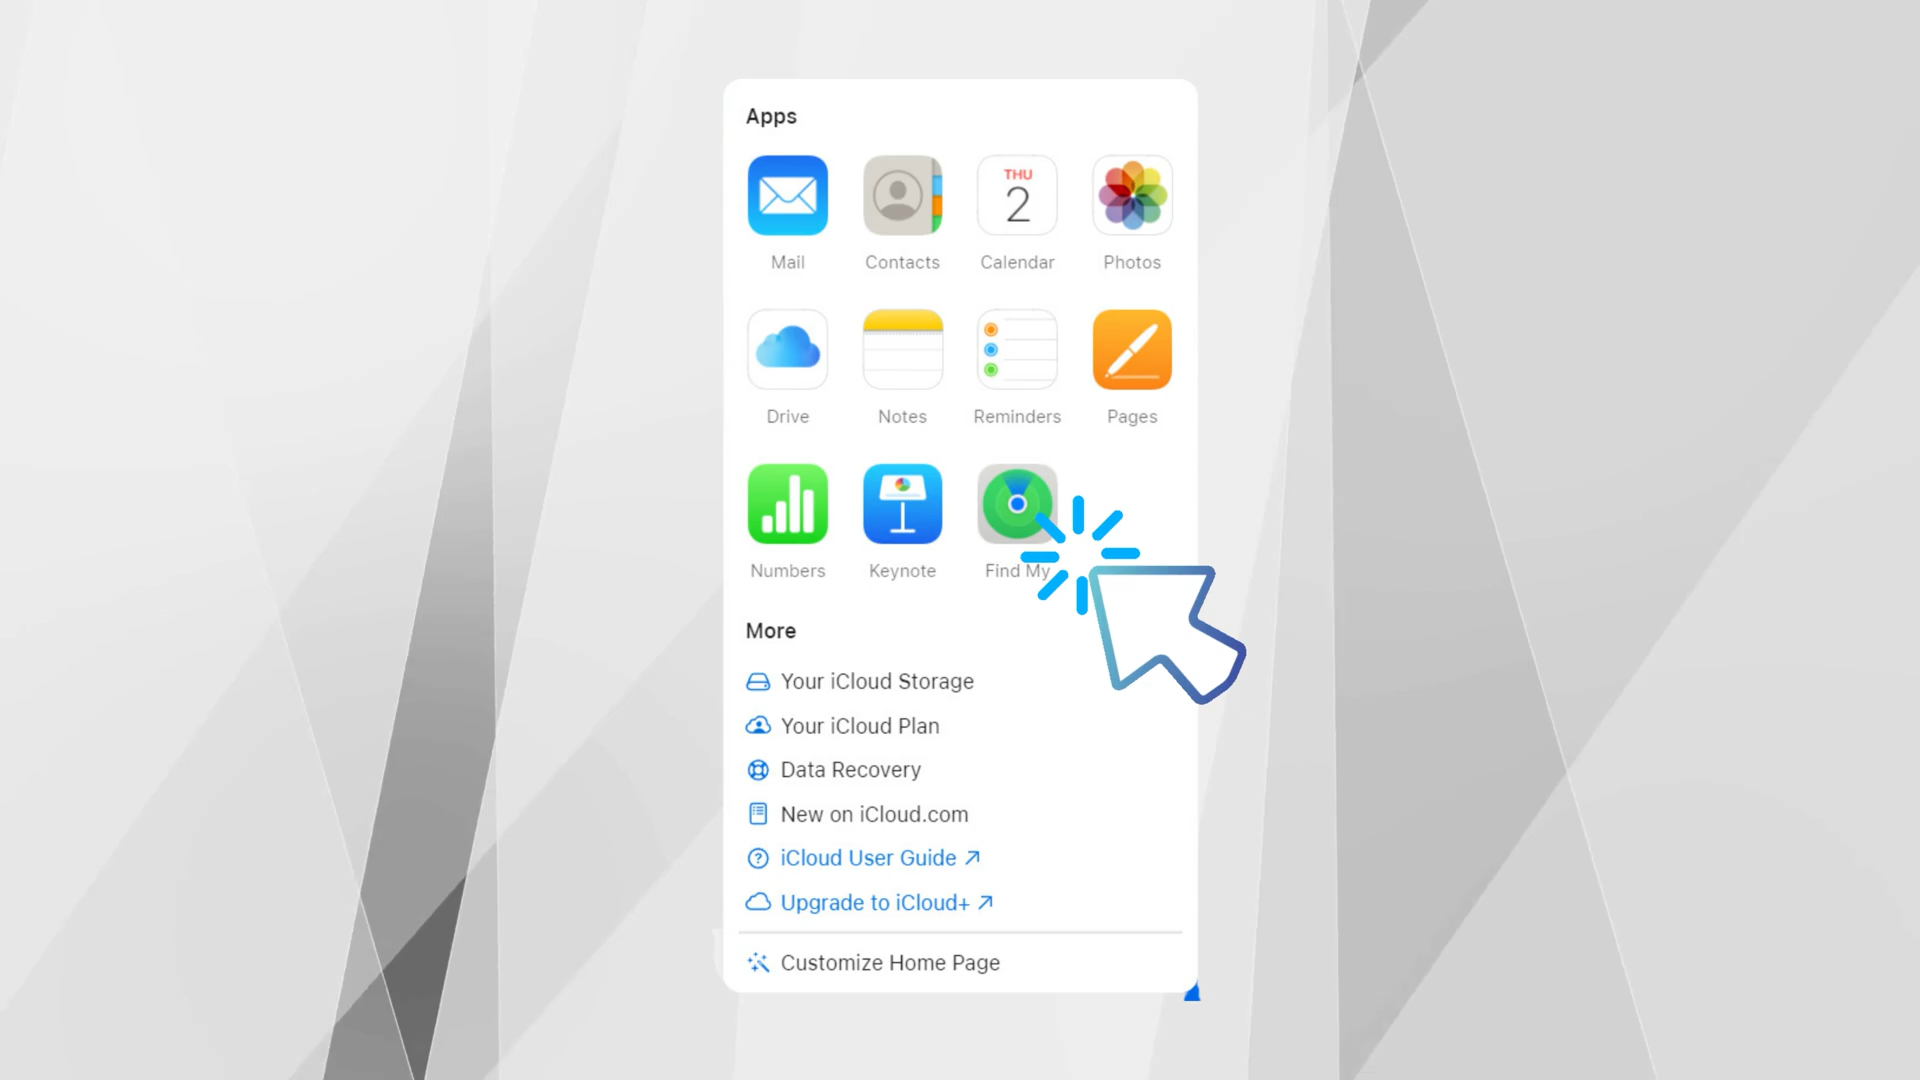 Apps
THU
2
Mail Contacts Calendar Photos
Drive Notes Reminders Pages
Numbers Keynote Find My
More
Your iCloud Storage
Your iCloud Plan
Data Recovery
New on iCloud.com
? iCloud User Guide ↗
Upgrade to iCloud+ ↗
Customize Home Page